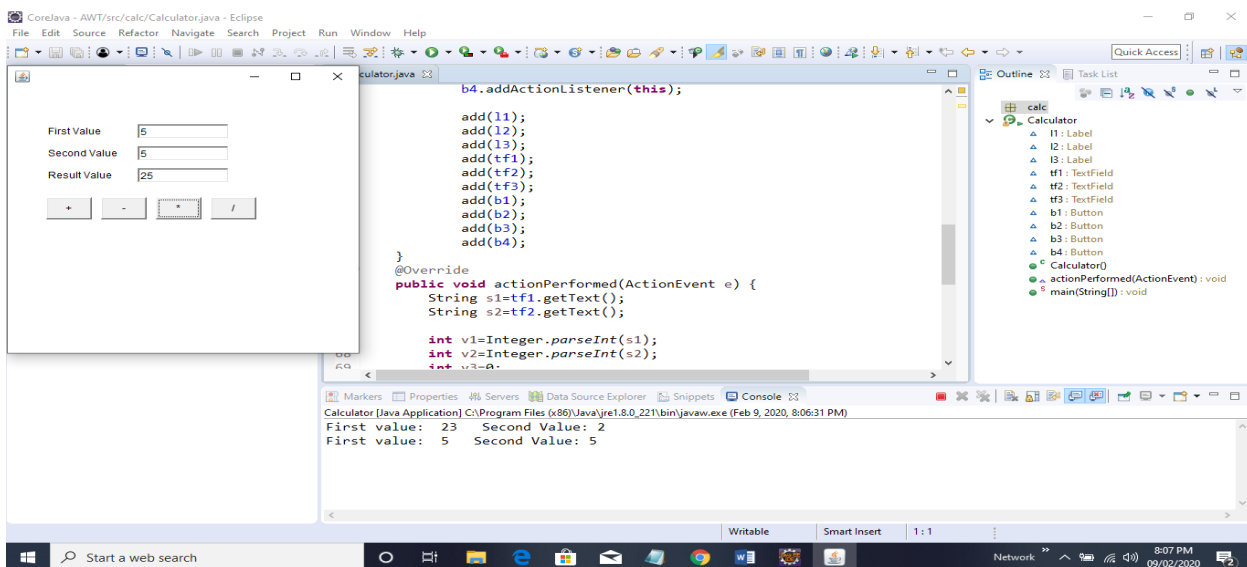 CoreJava - AWT/src/calc/Calculator.java - Eclipse
File Edit Source Refactor Navigate Search Project Run Window Help
Quick Access
First Value 5
Second Value 5
Result Value 25
+ - * /
culator.java
b4.addActionListener(this);
add(l1);
add(l2);
add(l3);
add(tf1);
add(tf2);
add(tf3);
add(b1);
add(b2);
add(b3);
add(b4);
}
@Override
public void actionPerformed(ActionEvent e) {
String s1=tf1.getText();
String s2=tf2.getText();
int v1=Integer.parseInt(s1);
68 int v2=Integer.parseInt(s2);
69 int v3=0;
Outline Task List
calc
Calculator
l1 : Label
l2 : Label
l3 : Label
tf1 : TextField
tf2 : TextField
tf3 : TextField
b1 : Button
b2 : Button
b3 : Button
b4 : Button
Calculator()
actionPerformed(ActionEvent) : void
main(String[]) : void
Markers Properties Servers Data Source Explorer Snippets Console
Calculator [Java Application] C:\Program Files (x86)\Java\jre1.8.0_221\bin\javaw.exe (Feb 9, 2020, 8:06:31 PM)
First value: 23 Second Value: 2
First value: 5 Second Value: 5
Writable Smart Insert 1 : 1
Start a web search
Network
8:07 PM
09/02/2020